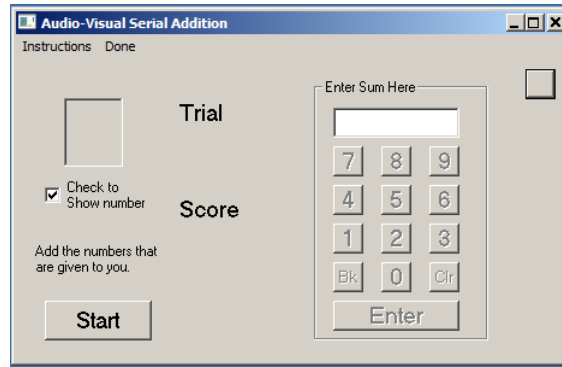 Audio-Visual Serial Addition
Instructions Done
Enter Sum Here
Trial
7 8 9
Check to
Show number
4 5 6
Score
1 2 3
Add the numbers that
are given to you.
Bk 0 Clr
Start
Enter